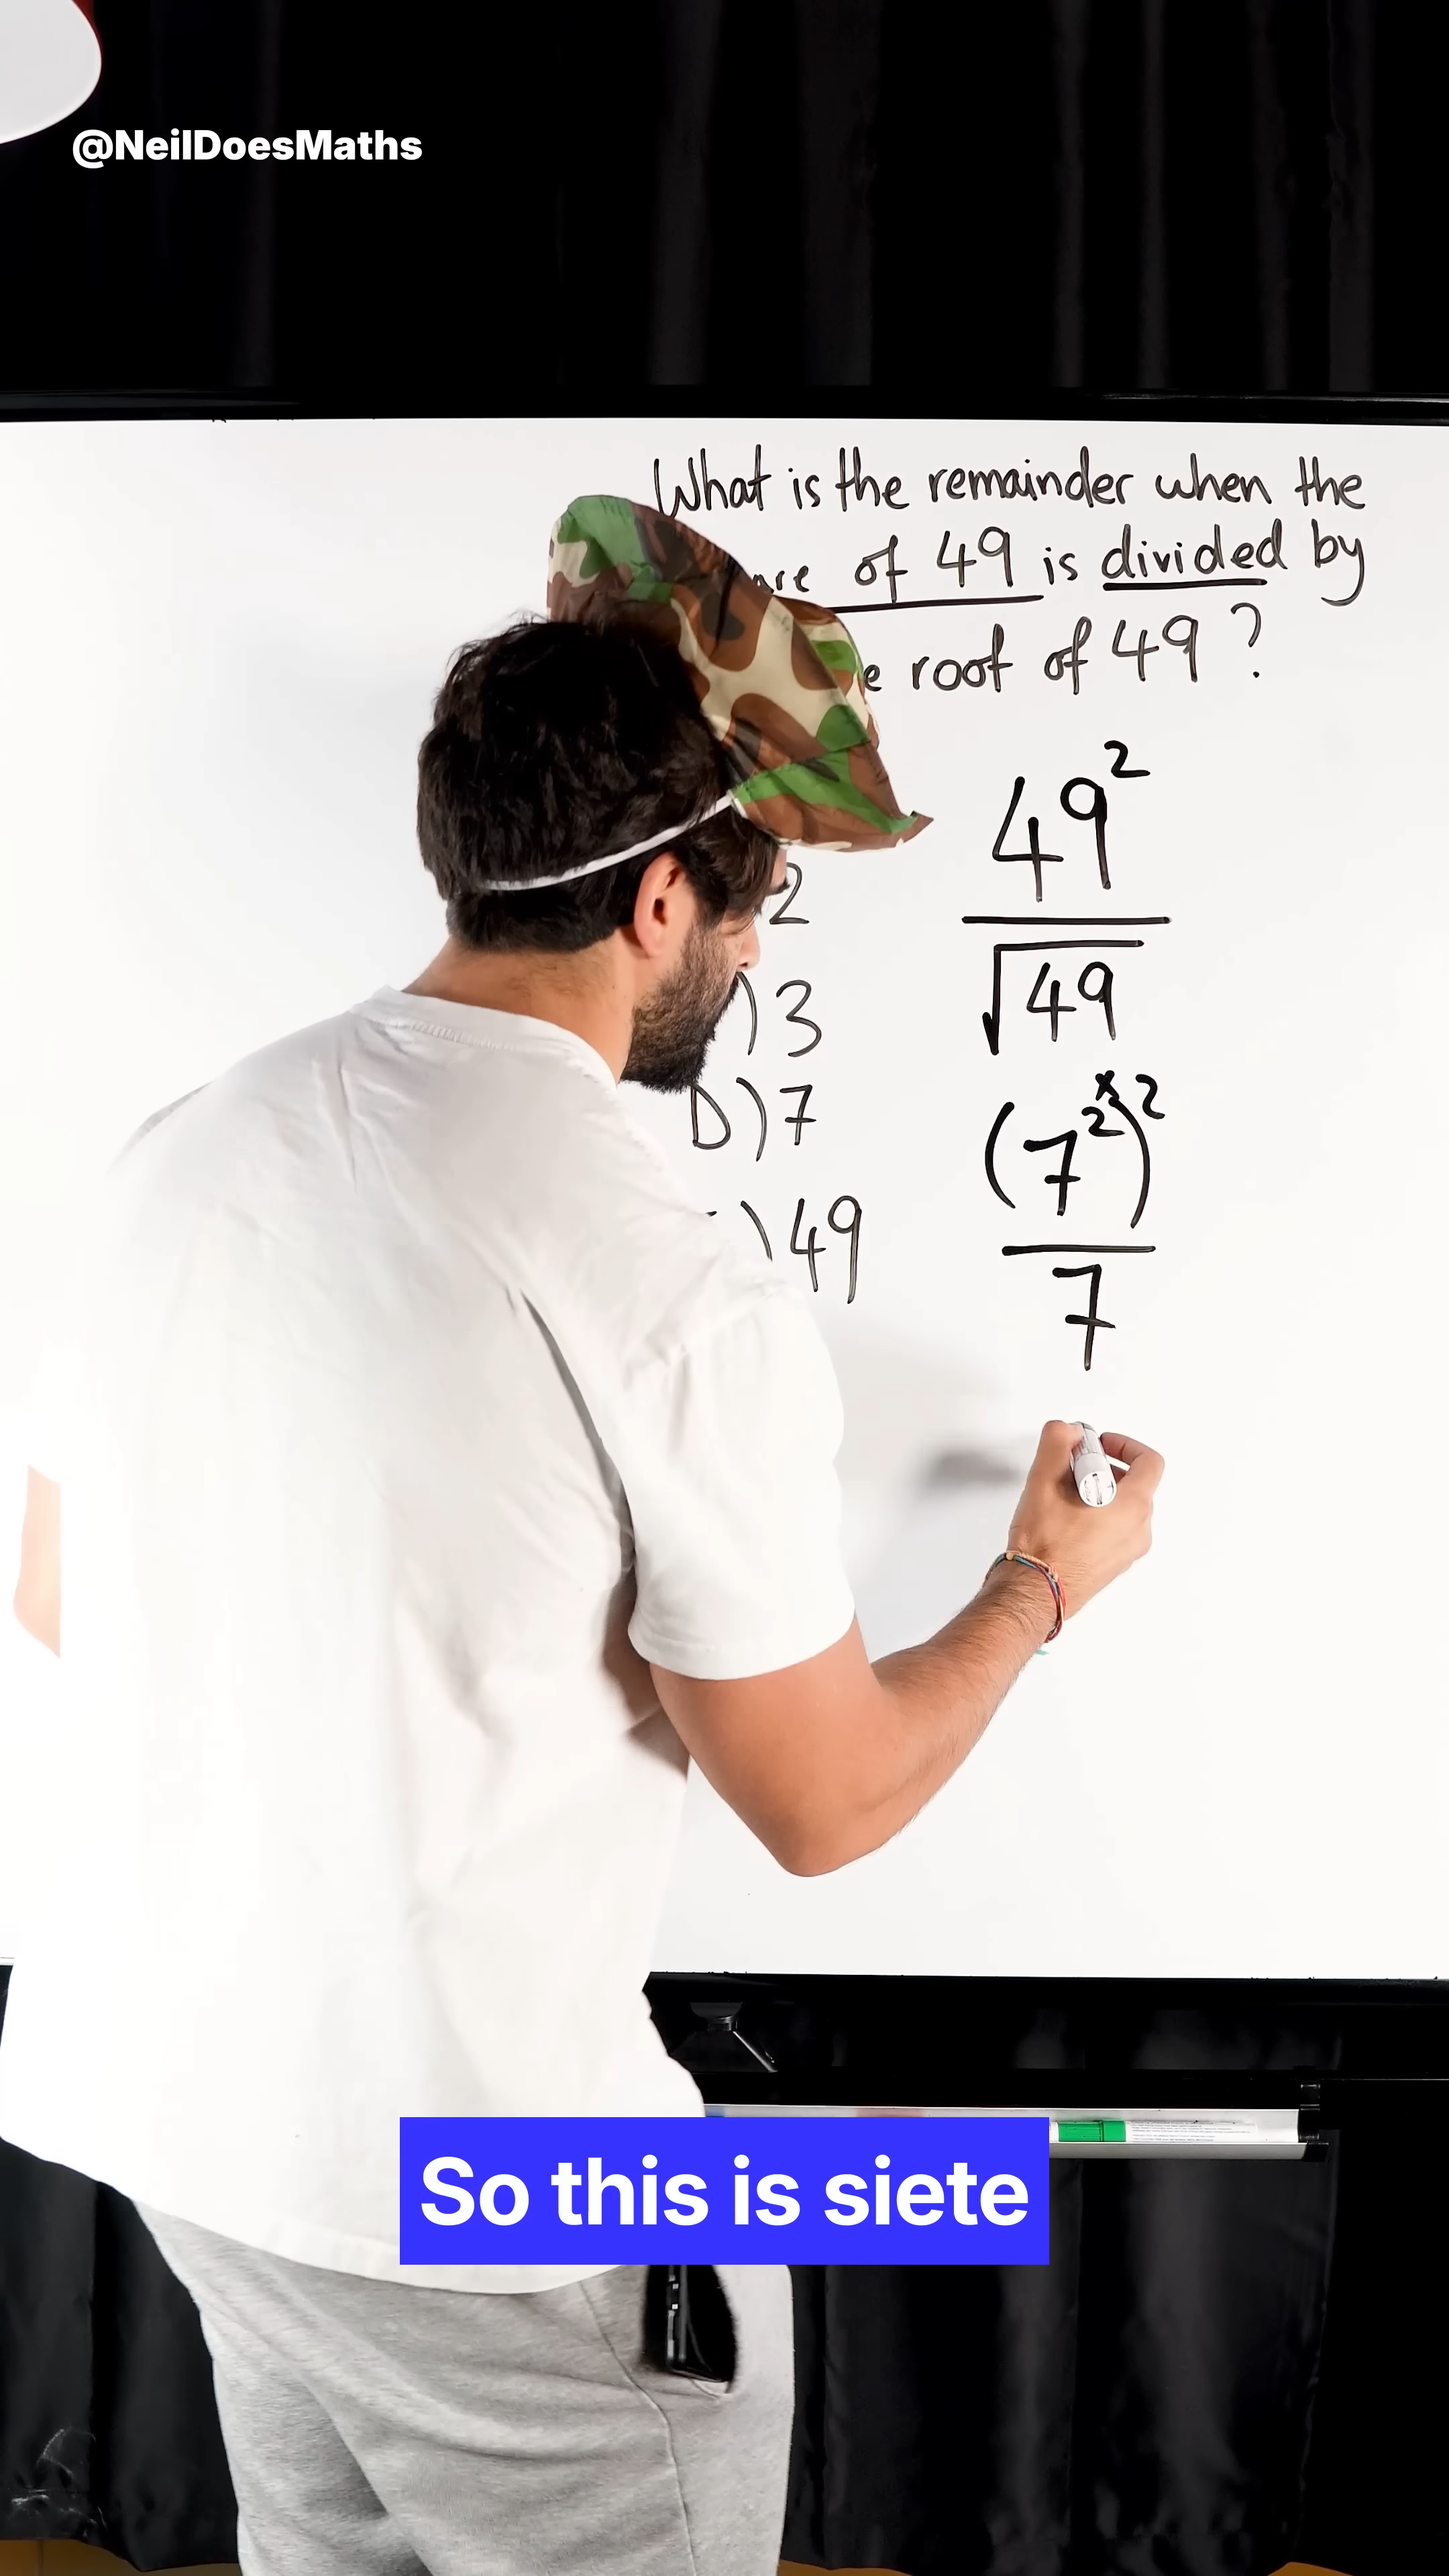 @NeilDoesMaths
What is the remainder when the
of 49 is divided by
root of 49 ?
49²
√49
2
) 3
D) 7
) 49
(7²ˣ)²
7
So this is siete